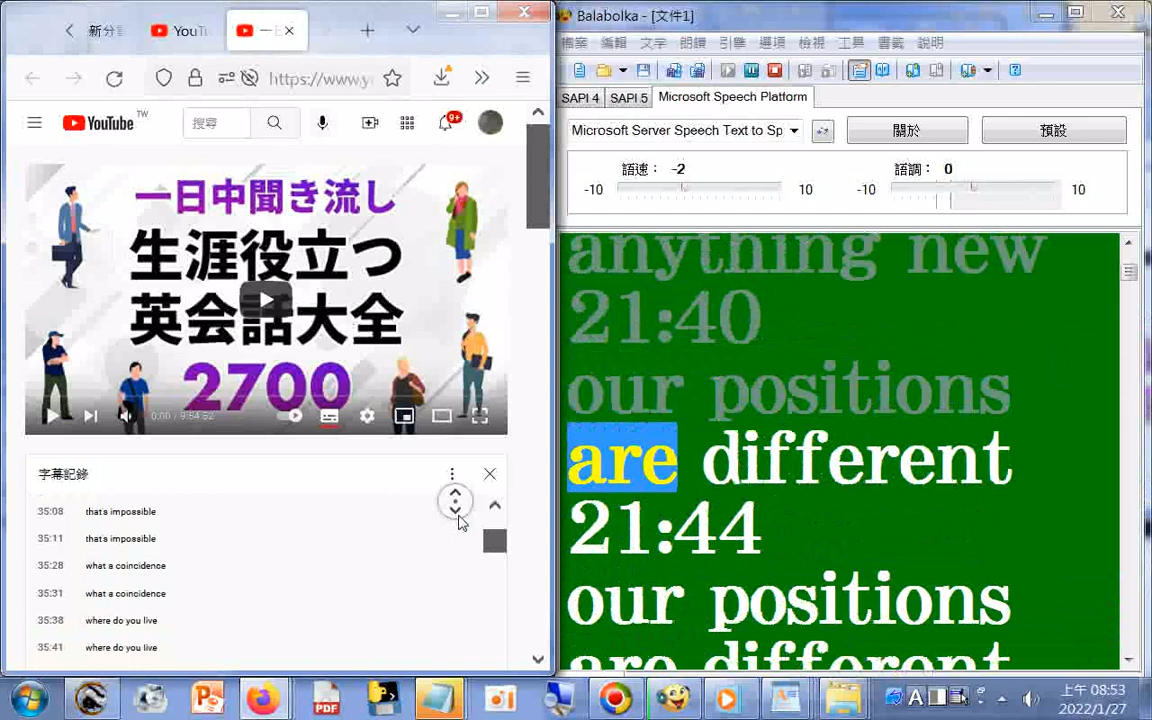 新分
YouTu
一
https://www.y
YouTube TW
搜尋
9+
一日中聞き流し
生涯役立つ
英会話大全
2700
0:00 / 9:54:52
字幕記錄
35:08 that's impossible
35:11 that's impossible
35:28 what a coincidence
35:31 what a coincidence
35:38 where do you live
35:41 where do you live
Balabolka - [文件1]
檔案 編輯 文字 朗讀 引擎 選項 檢視 工具 書籤 說明
SAPI 4 SAPI 5 Microsoft Speech Platform
Microsoft Server Speech Text to Sp
關於
預設
語速： -2
語調： 0
-10 10
-10 10
anything new
21:40
our positions
are different
21:44
our positions
are different
PDF
A
上午 08:53
2022/1/27